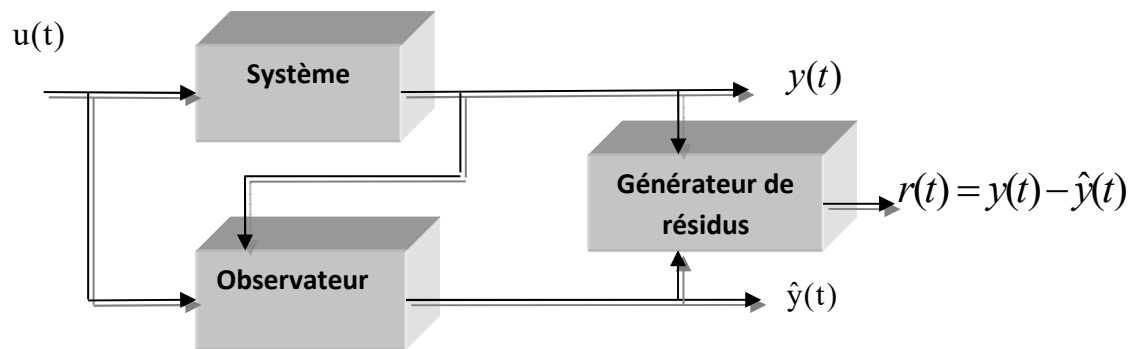 u(t)
Système
y(t)
Générateur de
résidus
r(t) = y(t) − ŷ(t)
Observateur
ŷ(t)